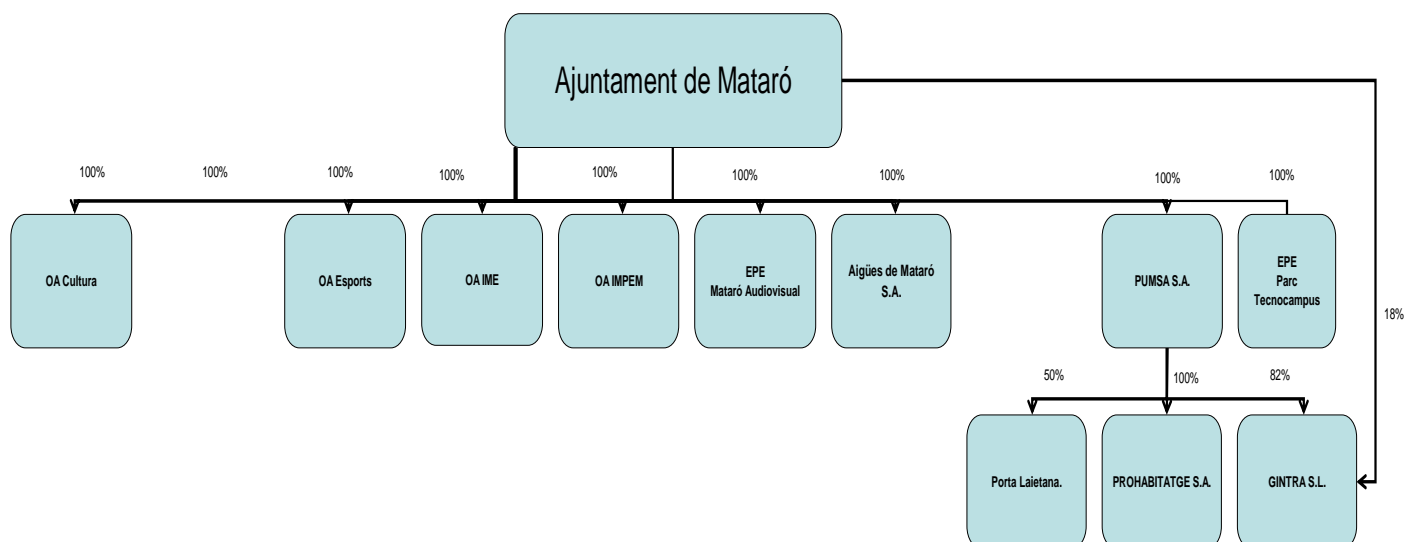 Ajuntament de Mataró
100%
100%
100%
100%
100%
100%
100%
100%
100%
OA Cultura
OA Esports
OA IME
OA IMPEM
EPE
Mataró Audiovisual
Aigües de Mataró
S.A.
PUMSA S.A.
EPE
Parc
Tecnocampus
18%
50%
100%
82%
Porta Laietana.
PROHABITATGE S.A.
GINTRA S.L.